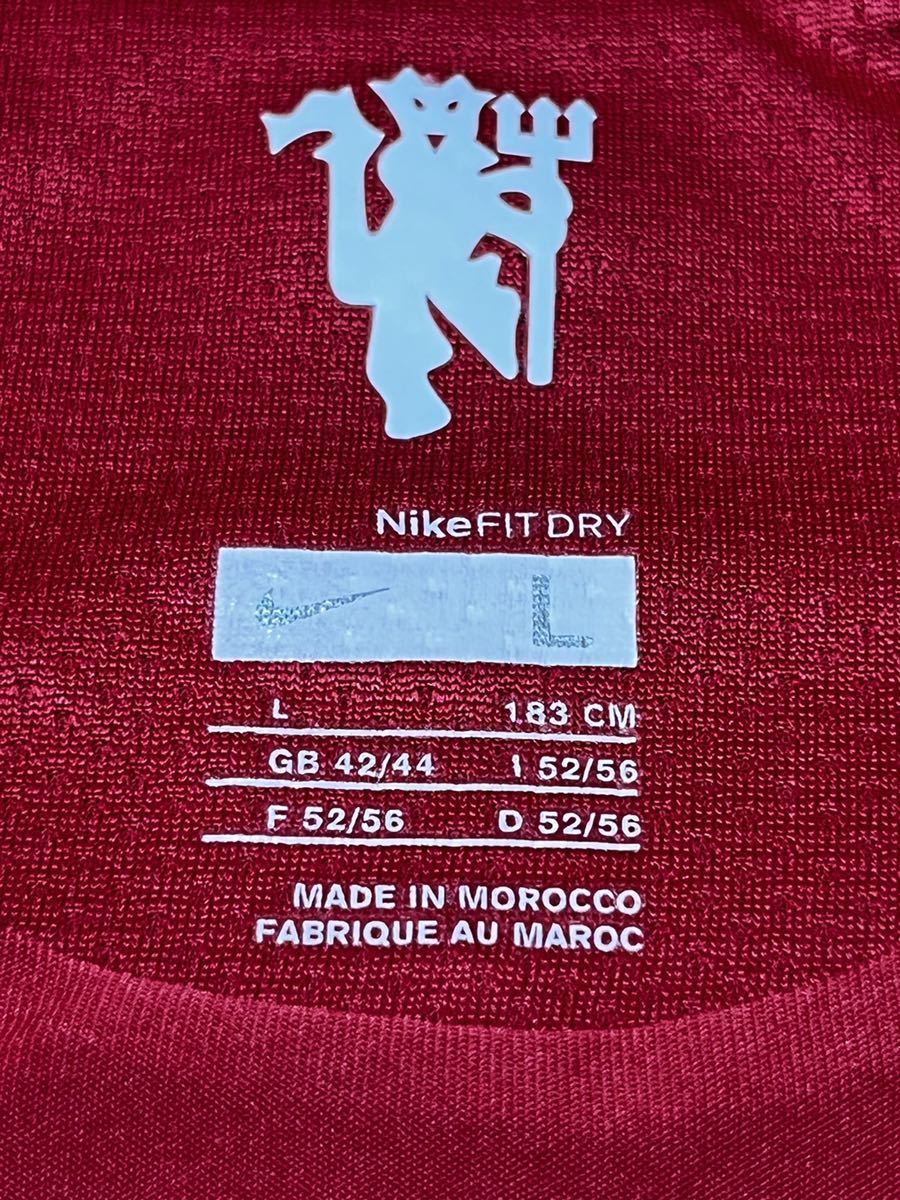 NikeFIT DRY
L
L 183 CM
GB 42/44 I 52/56
F 52/56 D 52/56
MADE IN MOROCCO
FABRIQUE AU MAROC